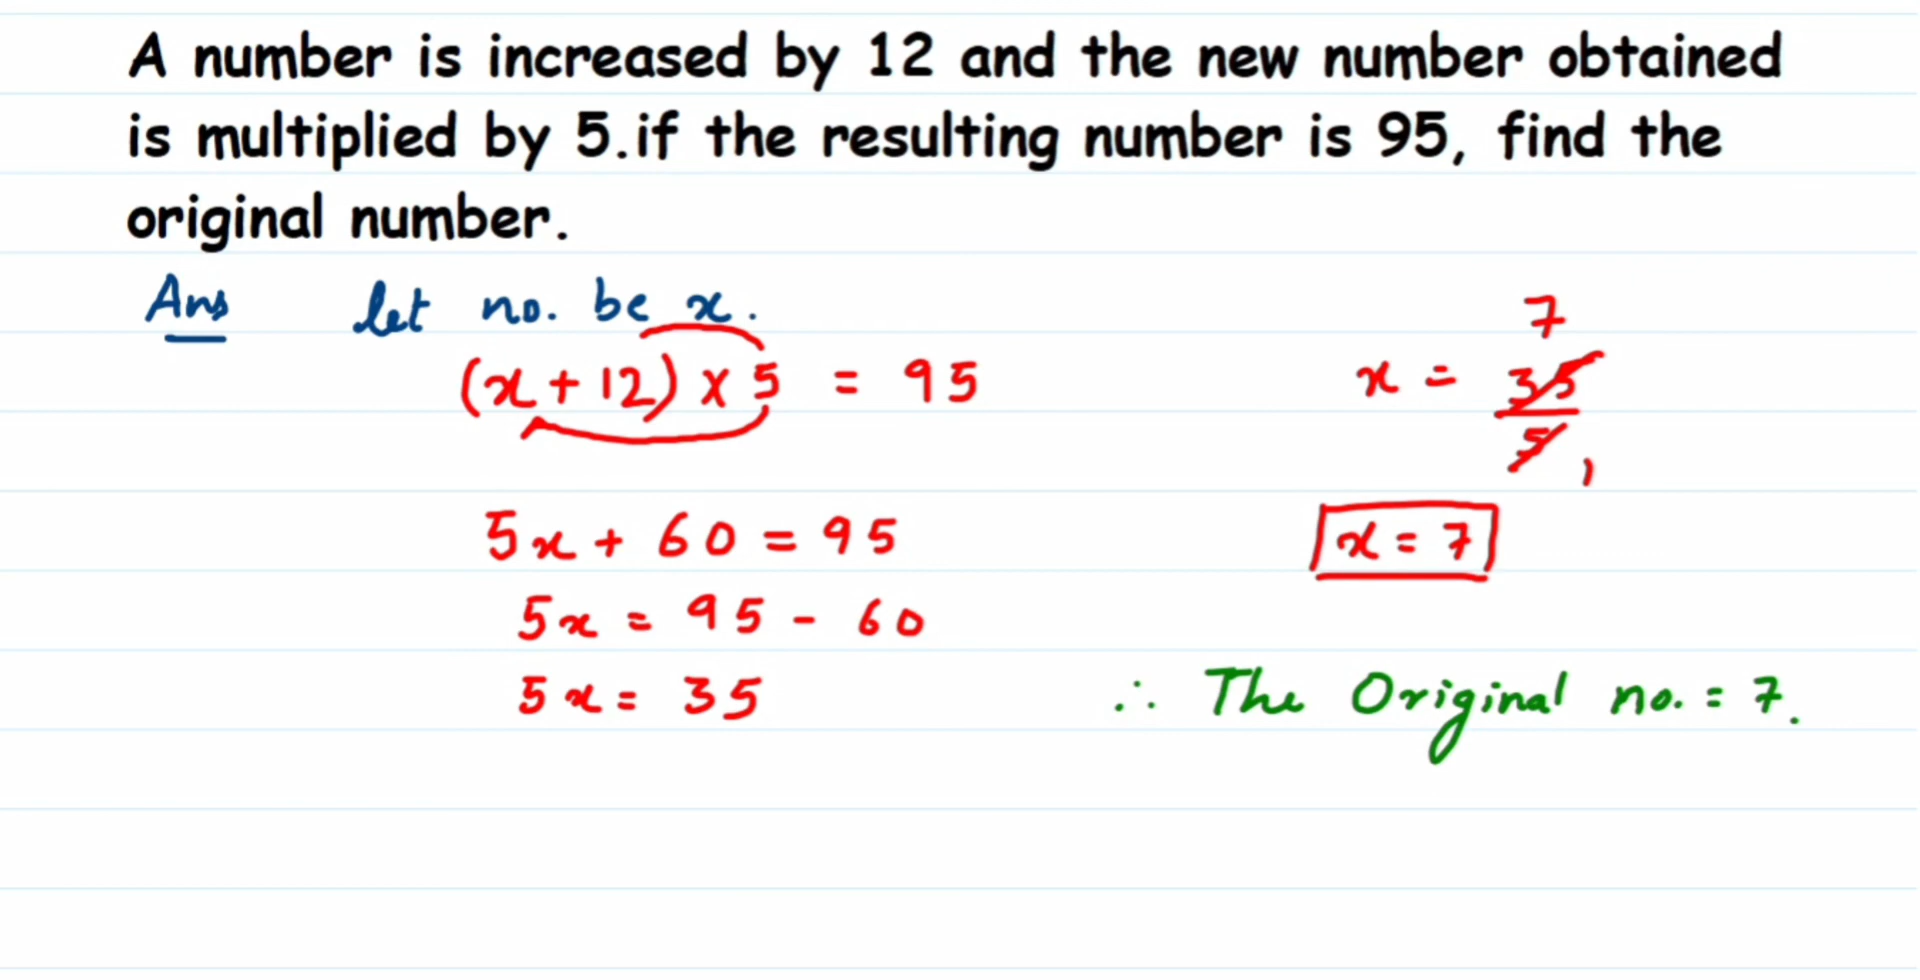 A number is increased by 12 and the new number obtained
is multiplied by 5.if the resulting number is 95, find the
original number.
Ans let no. be x.
(x + 12) × 5 = 95
5x + 60 = 95
5x = 95 - 60
5x = 35
7
x = 35
5 1
x = 7
∴ The Original no. = 7.